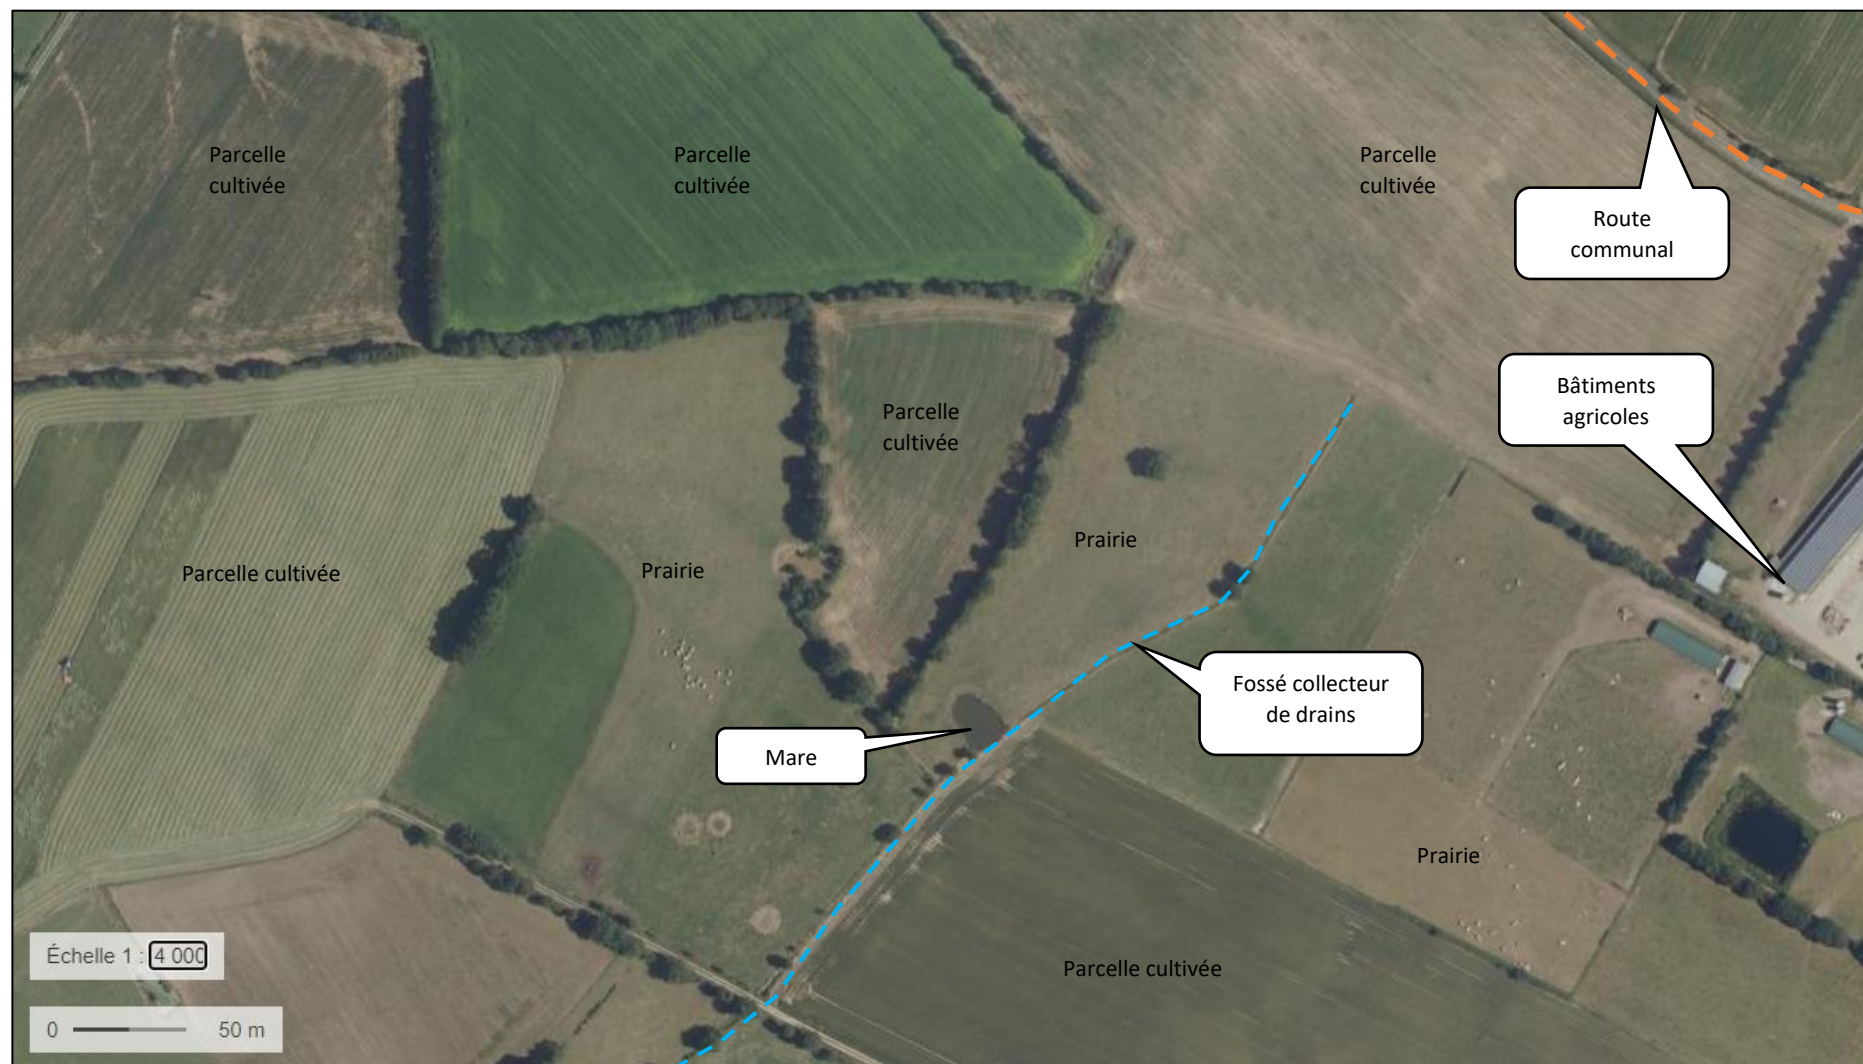 Parcelle
cultivée
Parcelle
cultivée
Parcelle
cultivée
Route
communal
Bâtiments
agricoles
Parcelle
cultivée
Prairie
Parcelle cultivée
Prairie
Fossé collecteur
de drains
Mare
Prairie
Parcelle cultivée
Échelle 1 : 4 000
0 50 m